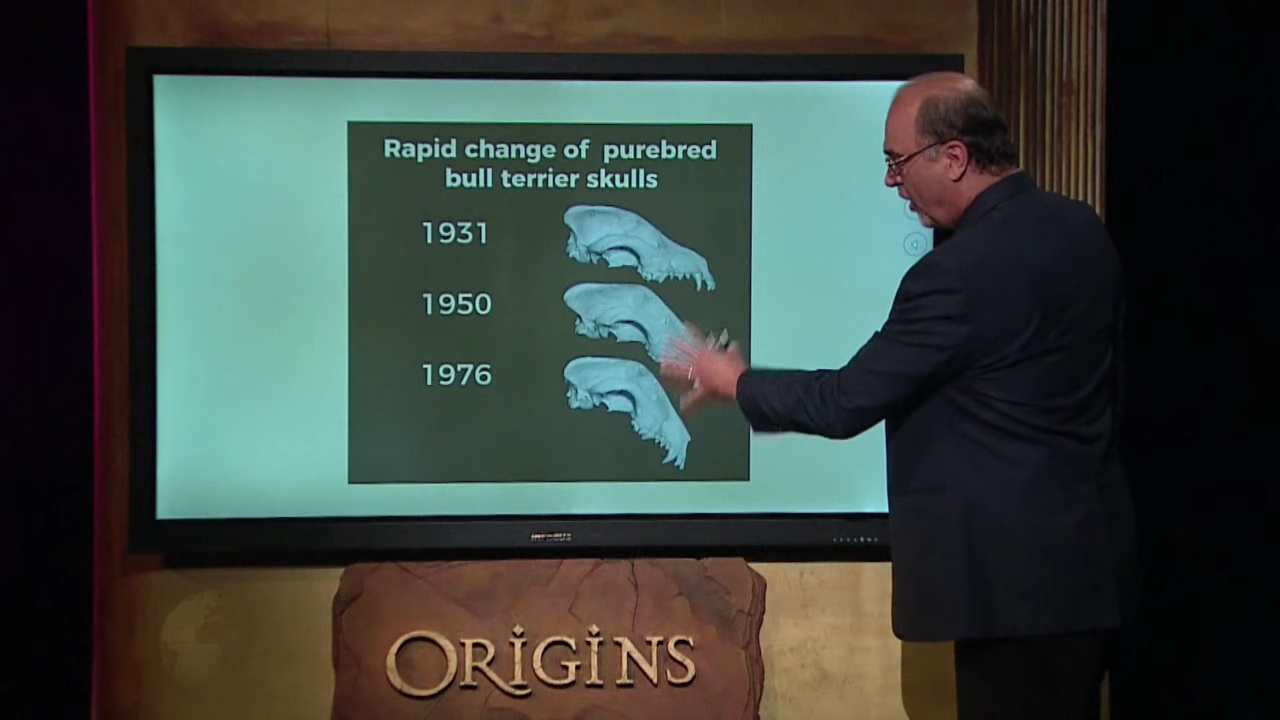 Rapid change of purebred
bull terrier skulls
1931
1950
1976
ORiGiNS